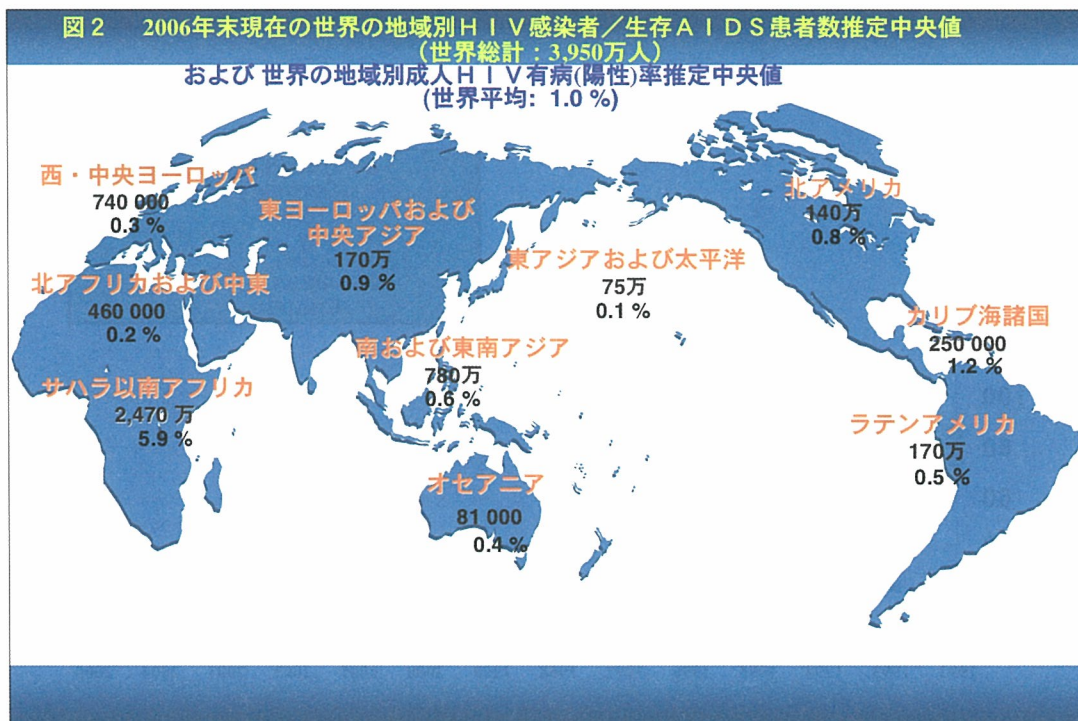 図2 2006年末現在の世界の地域別HIV感染者/生存AIDS患者数推定中央値
(世界総計:3,950万人)
および 世界の地域別成人HIV有病(陽性)率推定中央値
(世界平均: 1.0 %)
西・中央ヨーロッパ
740 000
0.3 %
東ヨーロッパおよび
中央アジア
170万
0.9 %
北アメリカ
140万
0.8 %
北アフリカおよび中東
460 000
0.2 %
東アジアおよび太平洋
75万
0.1 %
カリブ海諸国
250 000
1.2 %
南および東南アジア
780万
0.6 %
サハラ以南アフリカ
2,470 万
5.9 %
ラテンアメリカ
170万
0.5 %
オセアニア
81 000
0.4 %